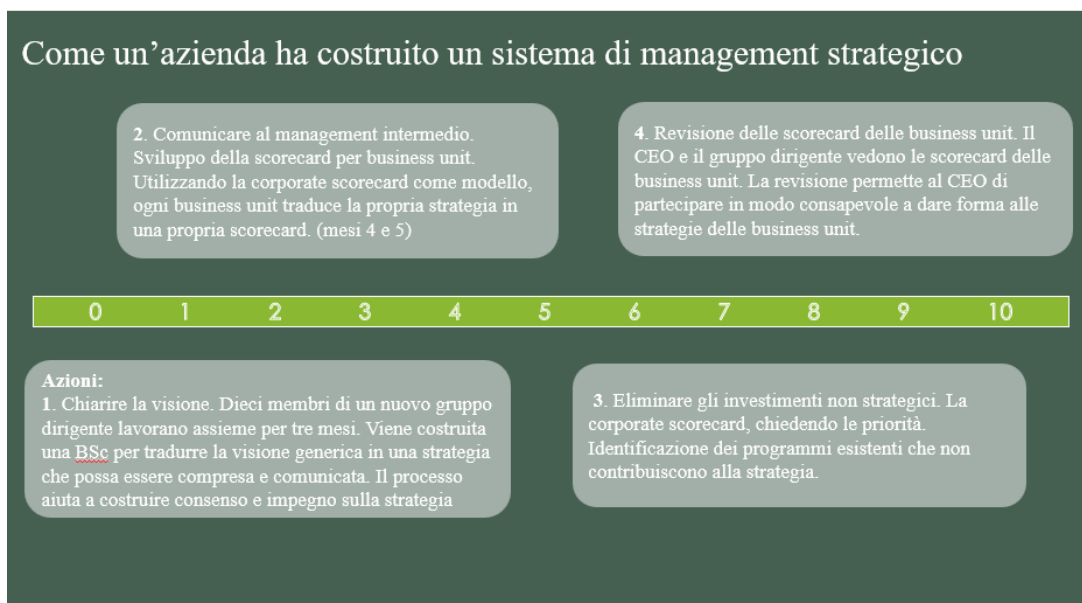 Come un’azienda ha costruito un sistema di management strategico
2. Comunicare al management intermedio.
Sviluppo della scorecard per business unit.
Utilizzando la corporate scorecard come modello,
ogni business unit traduce la propria strategia in
una propria scorecard. (mesi 4 e 5)
4. Revisione delle scorecard delle business unit. Il
CEO e il gruppo dirigente vedono le scorecard delle
business unit. La revisione permette al CEO di
partecipare in modo consapevole a dare forma alle
strategie delle business unit.
0 1 2 3 4 5 6 7 8 9 10
Azioni:
1. Chiarire la visione. Dieci membri di un nuovo gruppo
dirigente lavorano assieme per tre mesi. Viene costruita
una BSc per tradurre la visione generica in una strategia
che possa essere compresa e comunicata. Il processo
aiuta a costruire consenso e impegno sulla strategia
3. Eliminare gli investimenti non strategici. La
corporate scorecard, chiedendo le priorità.
Identificazione dei programmi esistenti che non
contribuiscono alla strategia.